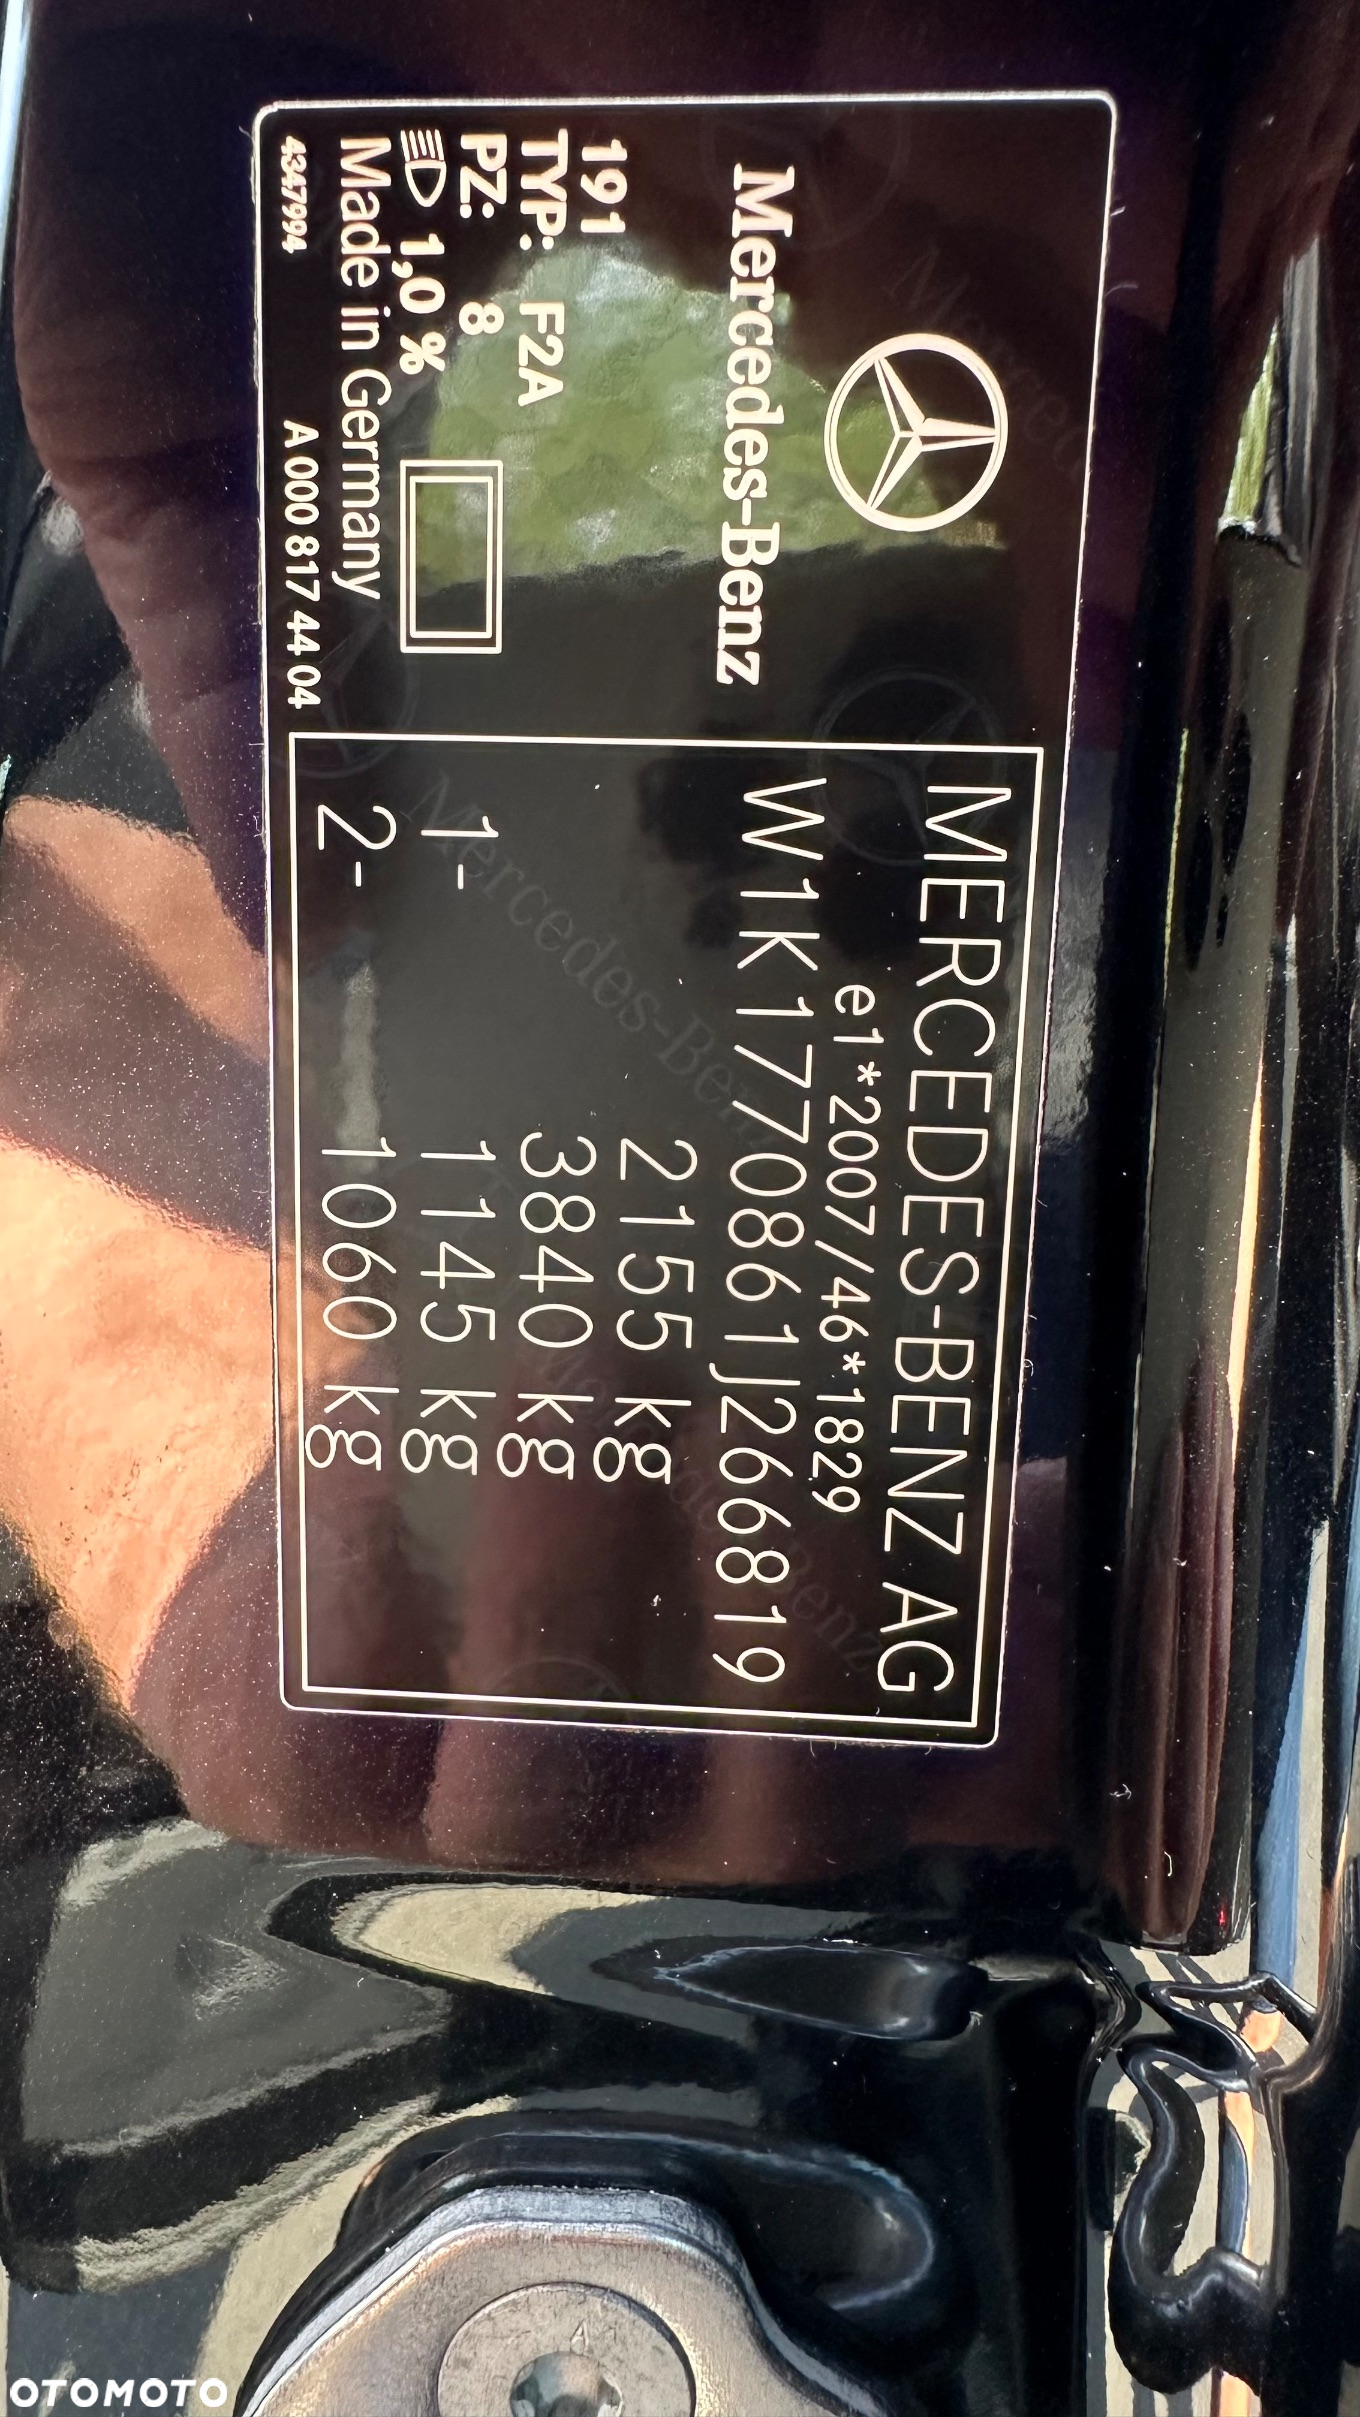 Mercedes-Benz
191
TYP: F2A
PZ: 8
1,0 %
Made in Germany
4347994 A 000 817 44 04
MERCEDES-BENZ AG
e1*2007/46*1829
W1K1770861J266819
2155 kg
3840 kg
1- 1145 kg
2- 1060 kg
OTOMOTO